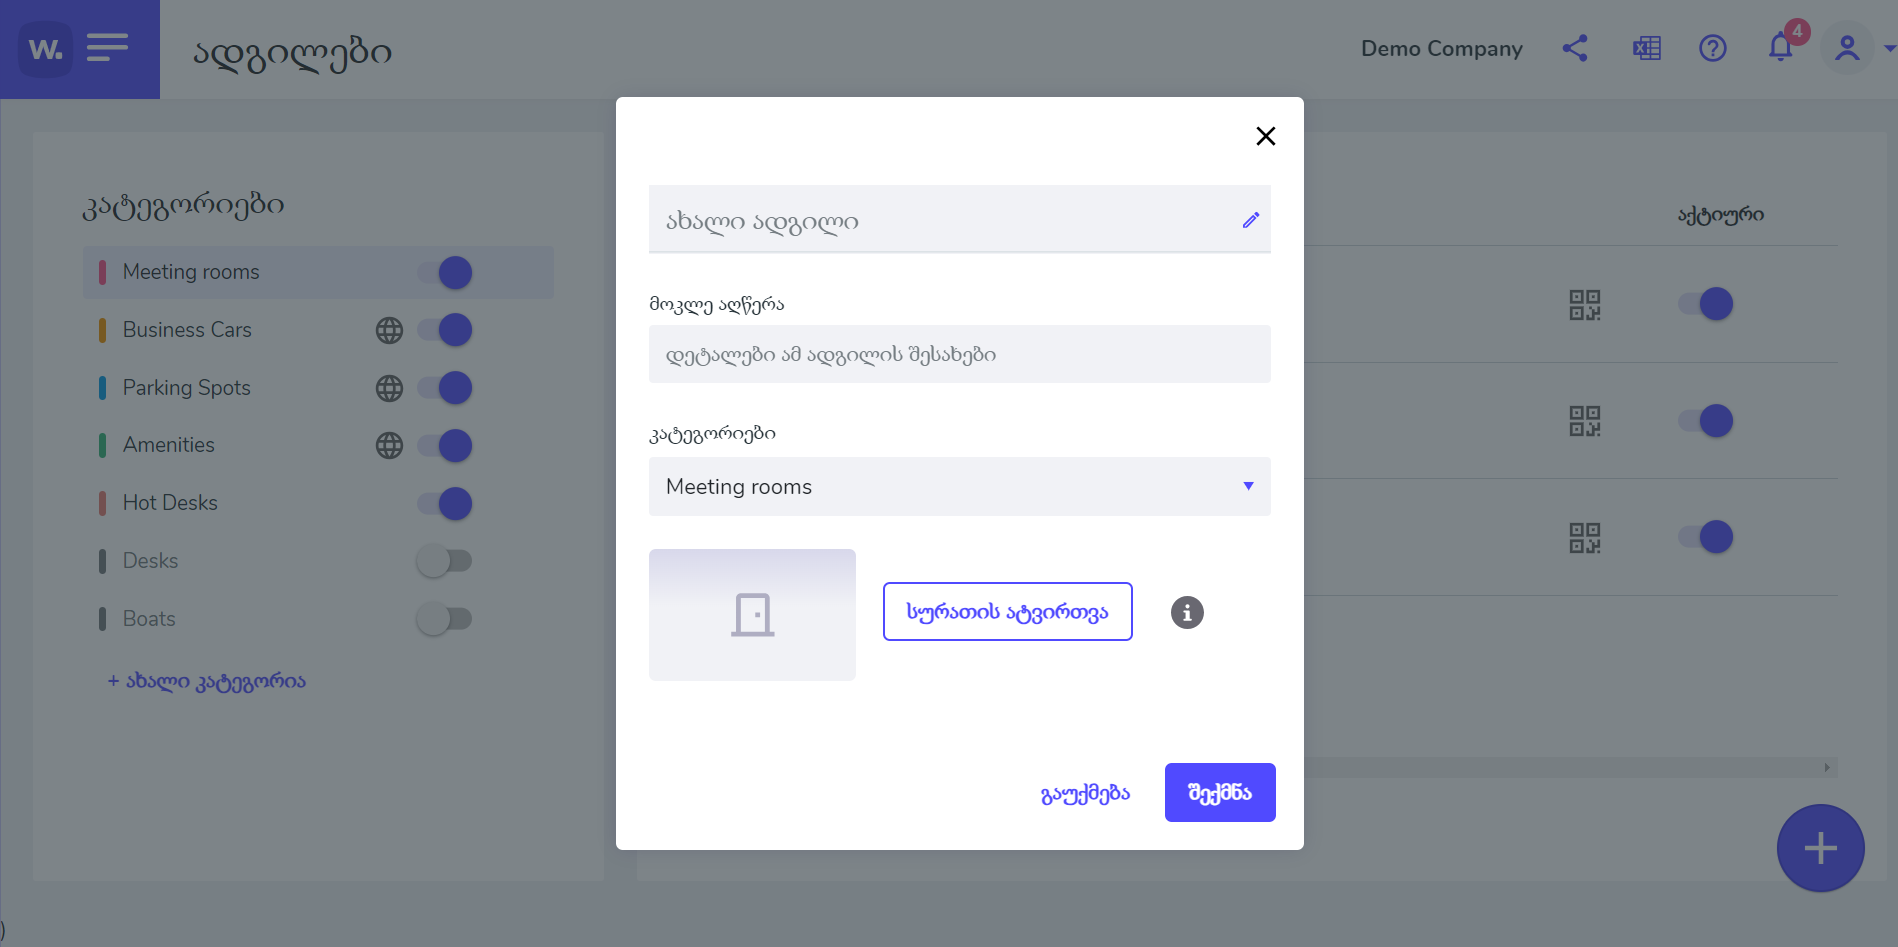 w.
ადგილები
Demo Company
4
კატეგორიები
Meeting rooms
Business Cars
Parking Spots
Amenities
Hot Desks
Desks
Boats
+ ახალი კატეგორია
ახალი ადგილი
მოკლე აღწერა
დეტალები ამ ადგილის შესახებ
კატეგორიები
Meeting rooms
სურათის ატვირთვა
გაუქმება
შექმნა
აქტიური
)